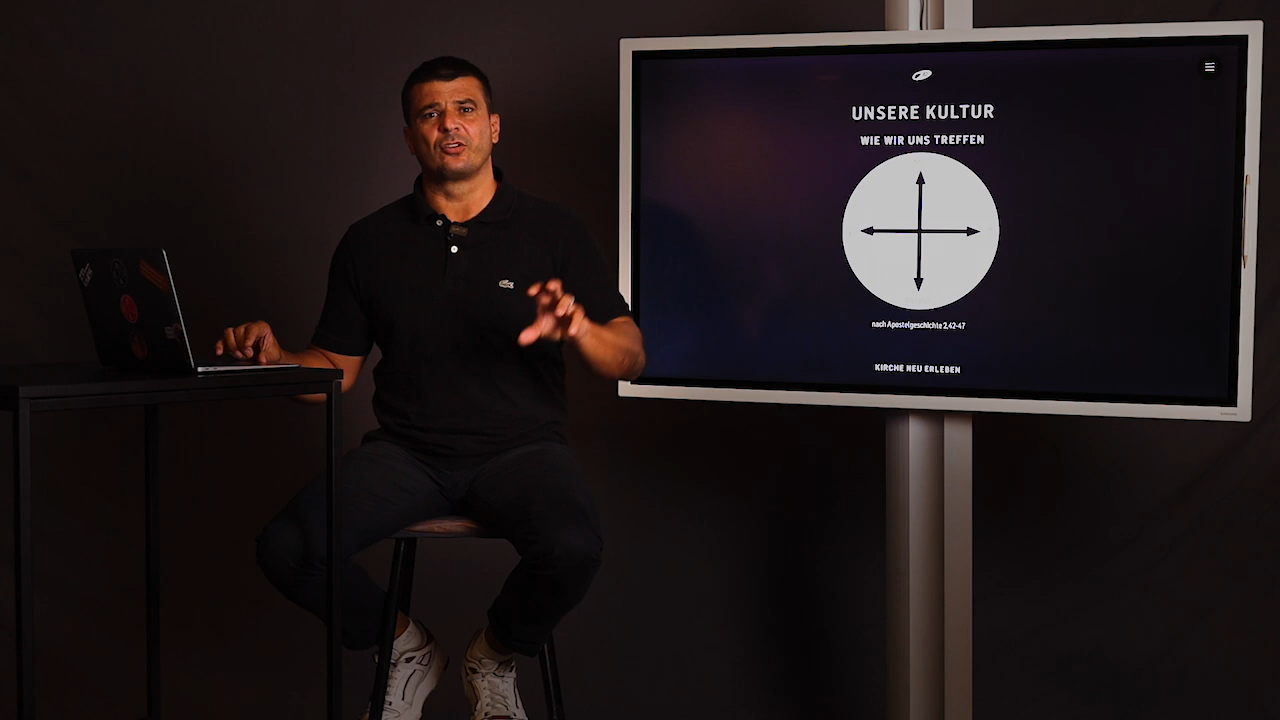 UNSERE KULTUR
WIE WIR UNS TREFFEN
nach Apostelgeschichte 2,42-47
KIRCHE NEU ERLEBEN